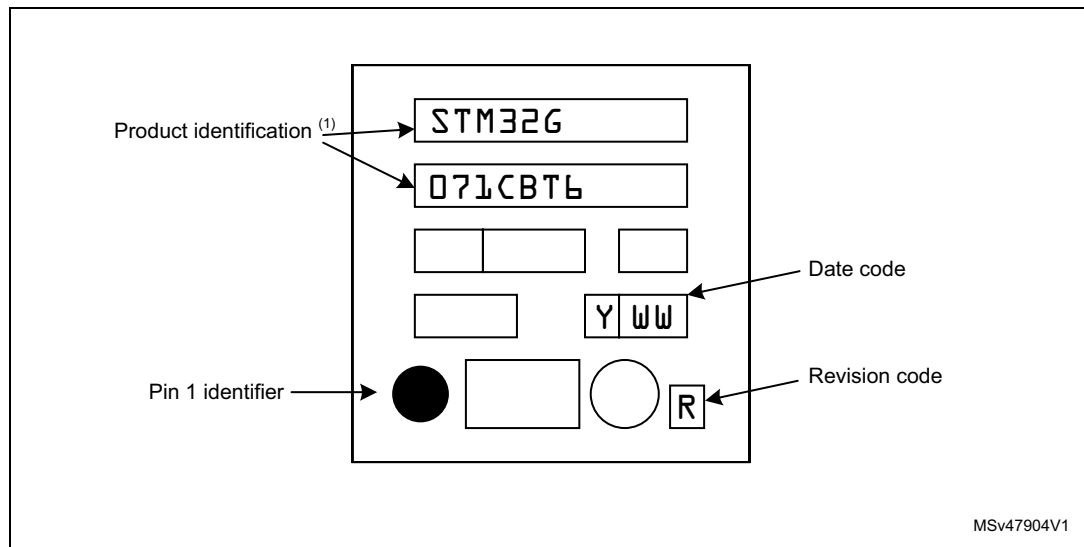 STM32G
Product identification (1)
071CBT6
Date code
Y WW
Pin 1 identifier
Revision code
R
MSv47904V1